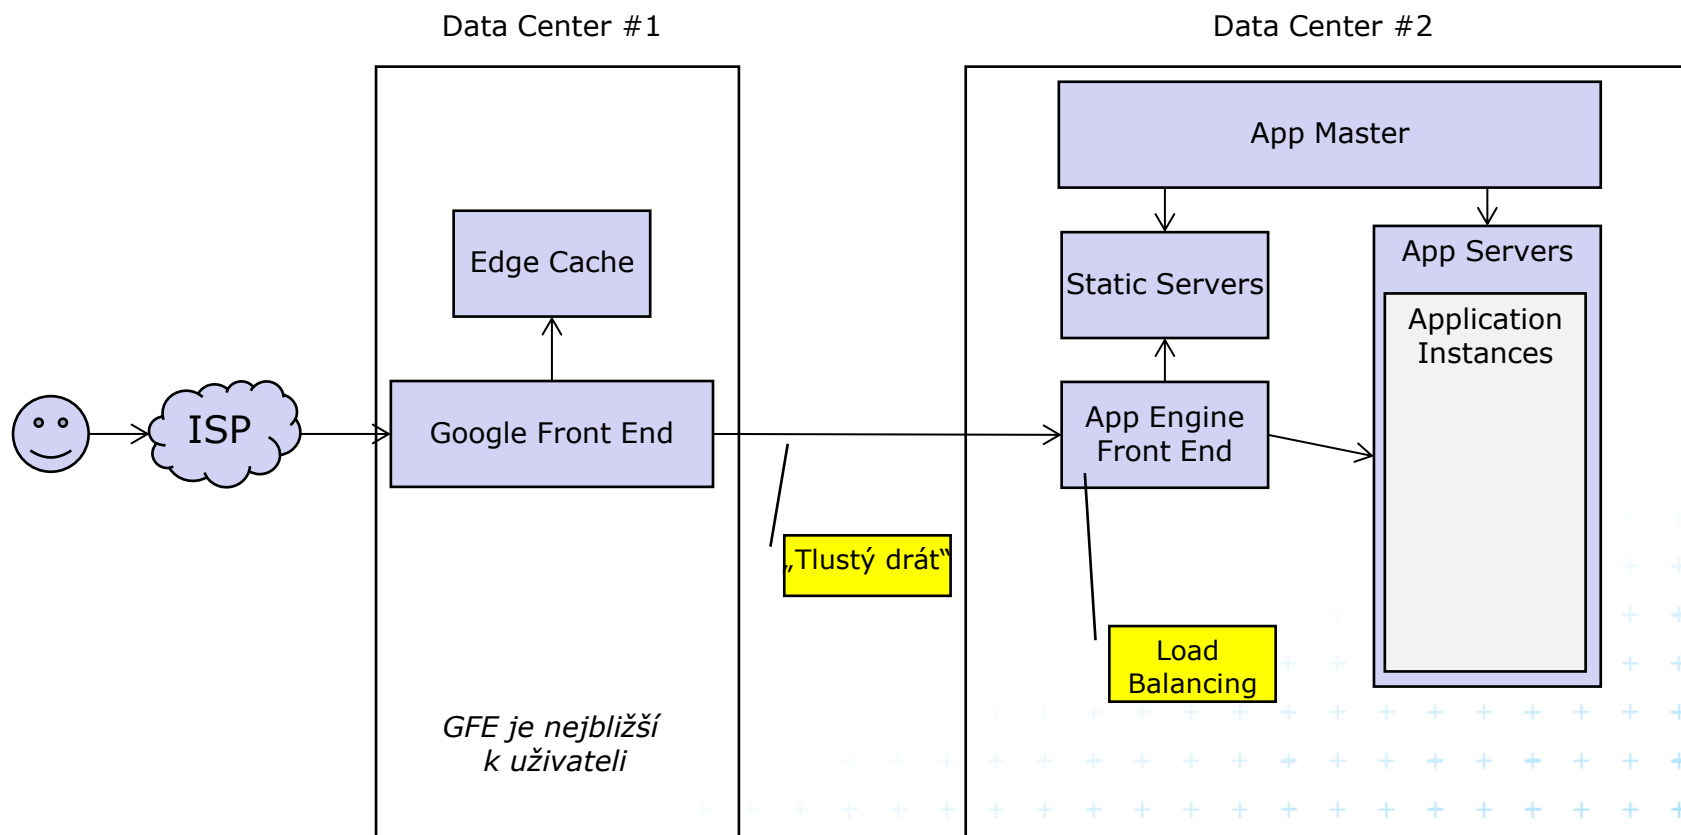 Data Center #1
Data Center #2
App Master
Edge Cache
Static Servers
App Servers
Application
Instances
ISP
Google Front End
App Engine
Front End
„Tlustý drát“
Load
Balancing
GFE je nejbližší
k uživateli